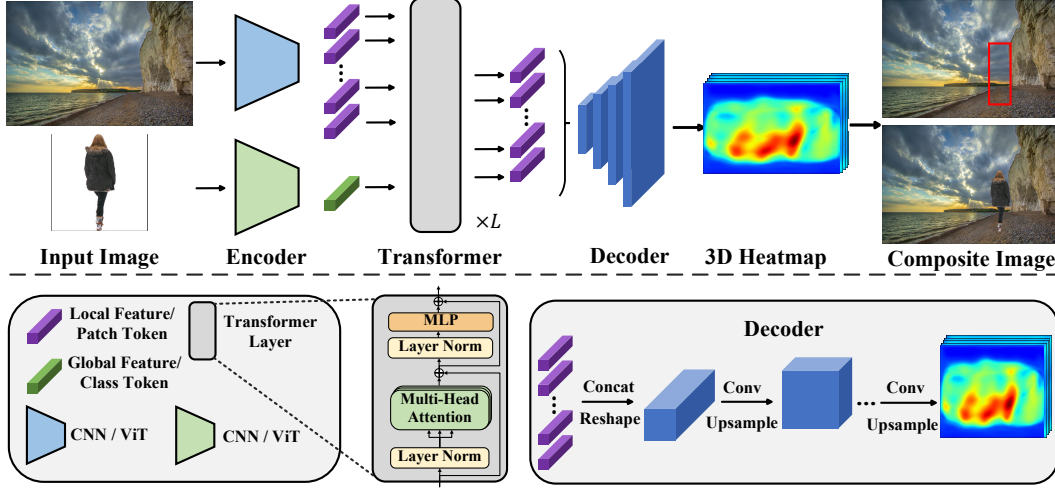 ×L
Input Image
Encoder
Transformer
Decoder
3D Heatmap
Composite Image
Local Feature/
Patch Token
Transformer
Layer
Global Feature/
Class Token
CNN / ViT
CNN / ViT
MLP
Layer Norm
Multi-Head
Attention
Layer Norm
Decoder
Concat
Reshape
Conv
Upsample
Conv
Upsample